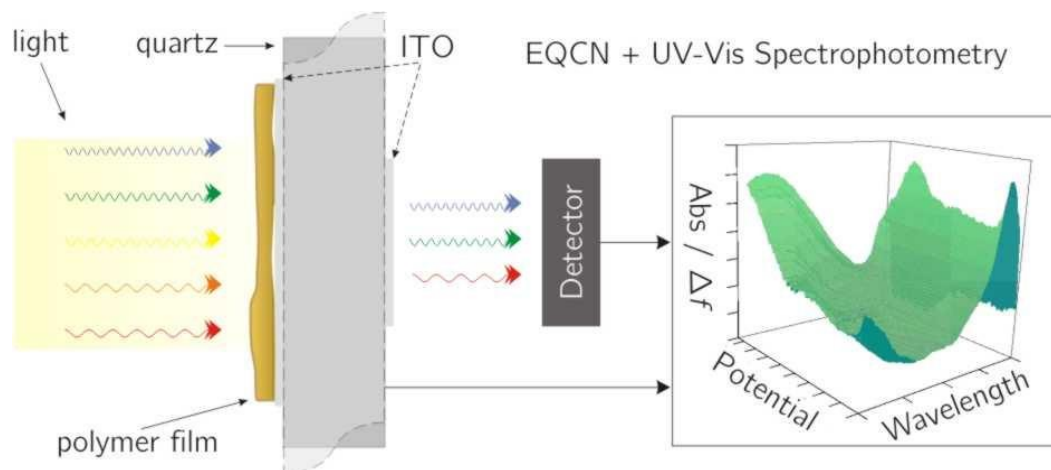 light
quartz
ITO
EQCN + UV-Vis Spectrophotometry
polymer film
Detector
Abs / Δf
Potential
Wavelength